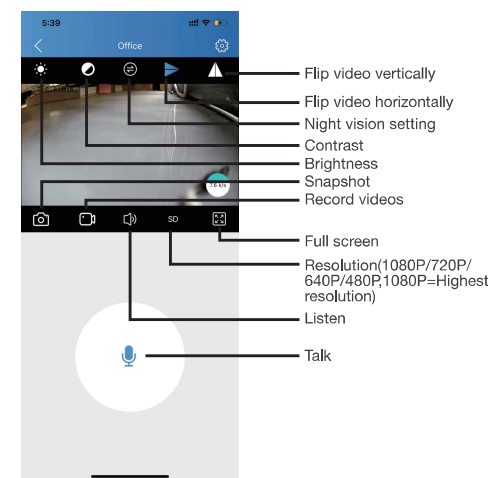 5:39
Office
Flip video vertically
Flip video horizontally
Night vision setting
Contrast
Brightness
7.6 k/s
Snapshot
Record videos
SD
Full screen
Resolution(1080P/720P/
640P/480P,1080P=Highest
resolution)
Listen
Talk